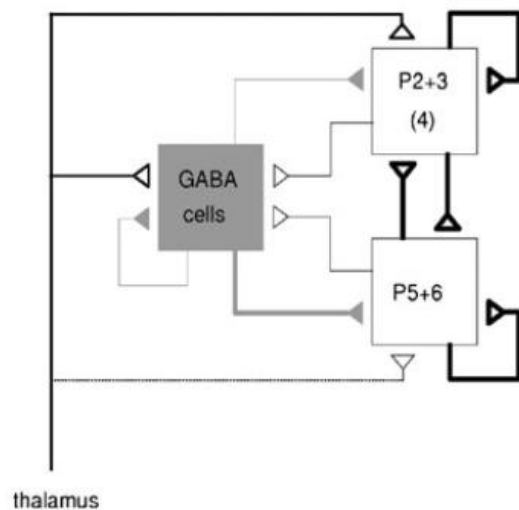 P2+3
(4)
GABA
cells
P5+6
thalamus